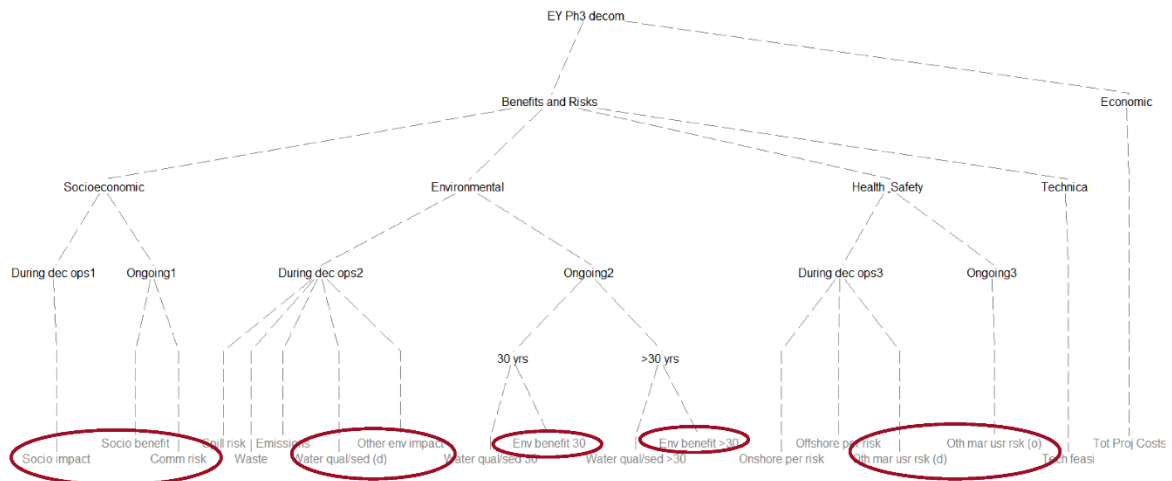 EY Ph3 decom
Benefits and Risks
Economic
Socioeconomic
Environmental
Health_Safety
Technica
During dec ops1
Ongoing1
During dec ops2
Ongoing2
During dec ops3
Ongoing3
30 yrs
>30 yrs
Socio benefit
Spill risk
Emissions
Other env impact
Env benefit 30
Env benefit >30
Offshore per risk
Oth mar usr rsk (o)
Tot Proj Costs
Socio impact
Comm risk
Waste
Water qual/sed (d)
Water qual/sed 30
Water qual/sed >30
Onshore per risk
Oth mar usr rsk (d)
Tech feasi